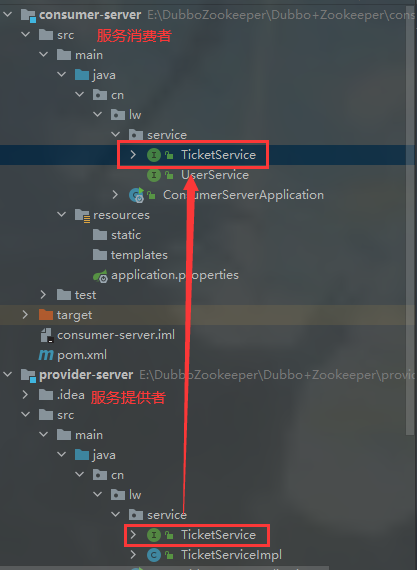 consumer-server E:\DubboZookeeper\Dubbo+Zookeeper\cons
src 服务消费者
main
java
cn
lw
service
TicketService
UserService
ConsumerServerApplication
resources
static
templates
application.properties
test
target
consumer-server.iml
pom.xml
provider-server E:\DubboZookeeper\Dubbo+Zookeeper\provid
.idea 服务提供者
src
main
java
cn
lw
service
TicketService
TicketServiceImpl